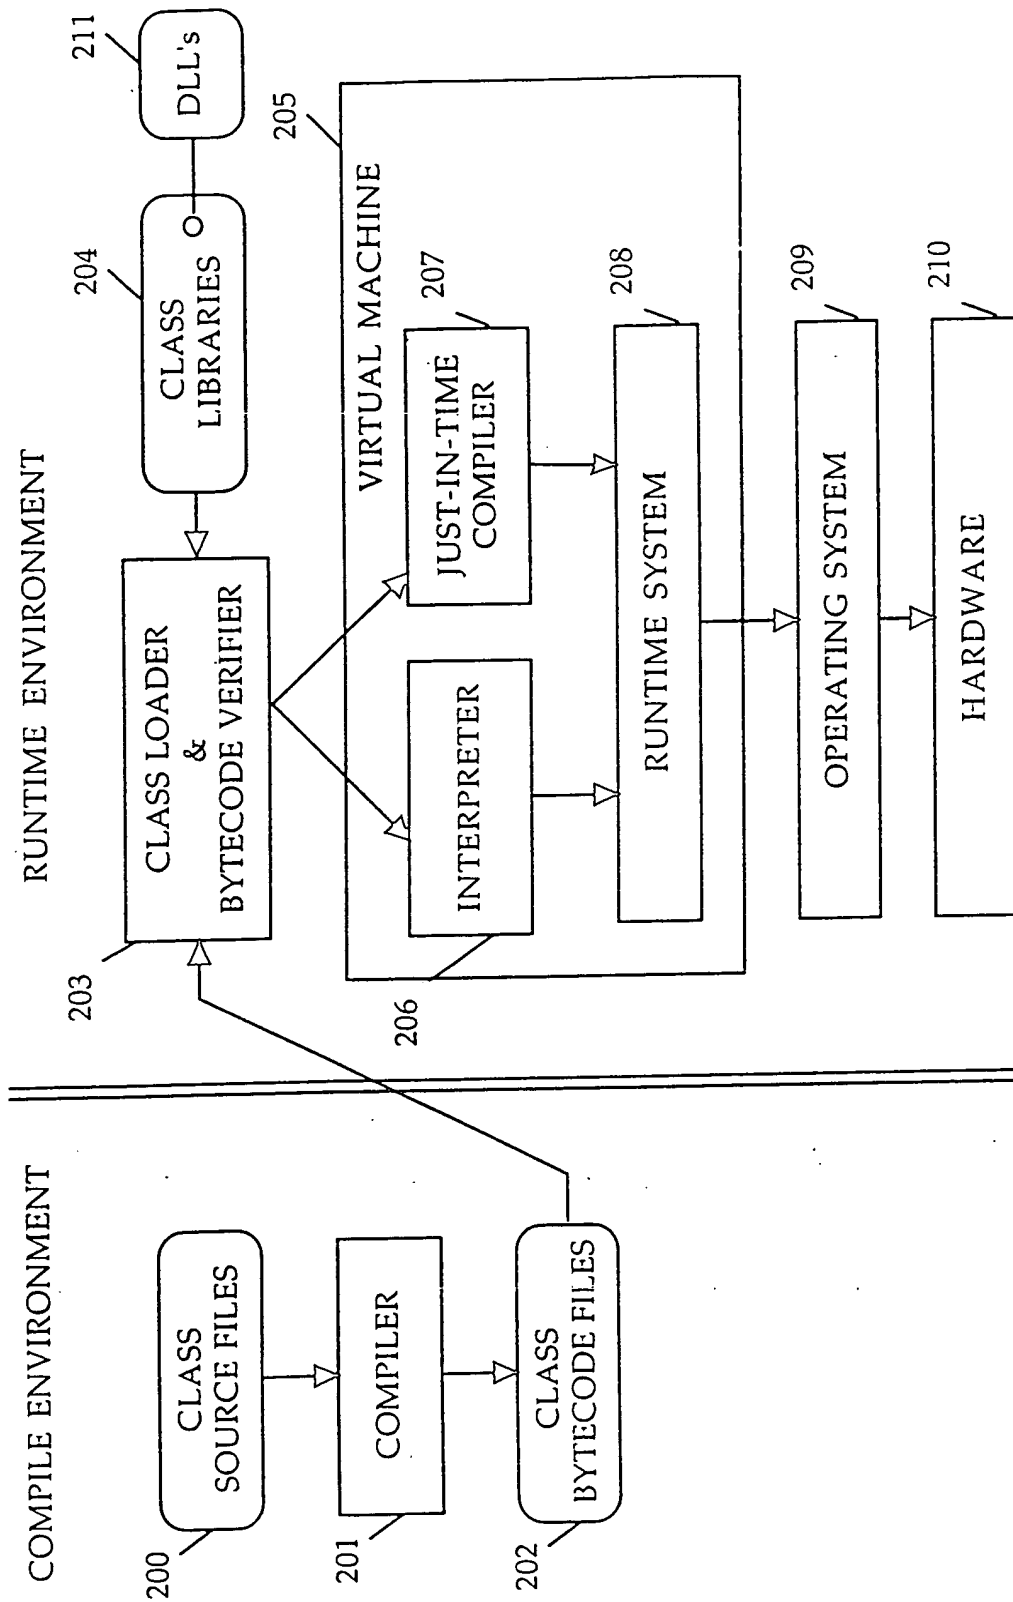 COMPILE ENVIRONMENT
200
CLASS
SOURCE FILES
201
COMPILER
202
CLASS
BYTECODE FILES
RUNTIME ENVIRONMENT
203
CLASS LOADER
&
BYTECODE VERIFIER
204
CLASS
LIBRARIES
211
DLL's
205
VIRTUAL MACHINE
206
INTERPRETER
207
JUST-IN-TIME
COMPILER
208
RUNTIME SYSTEM
209
OPERATING SYSTEM
210
HARDWARE